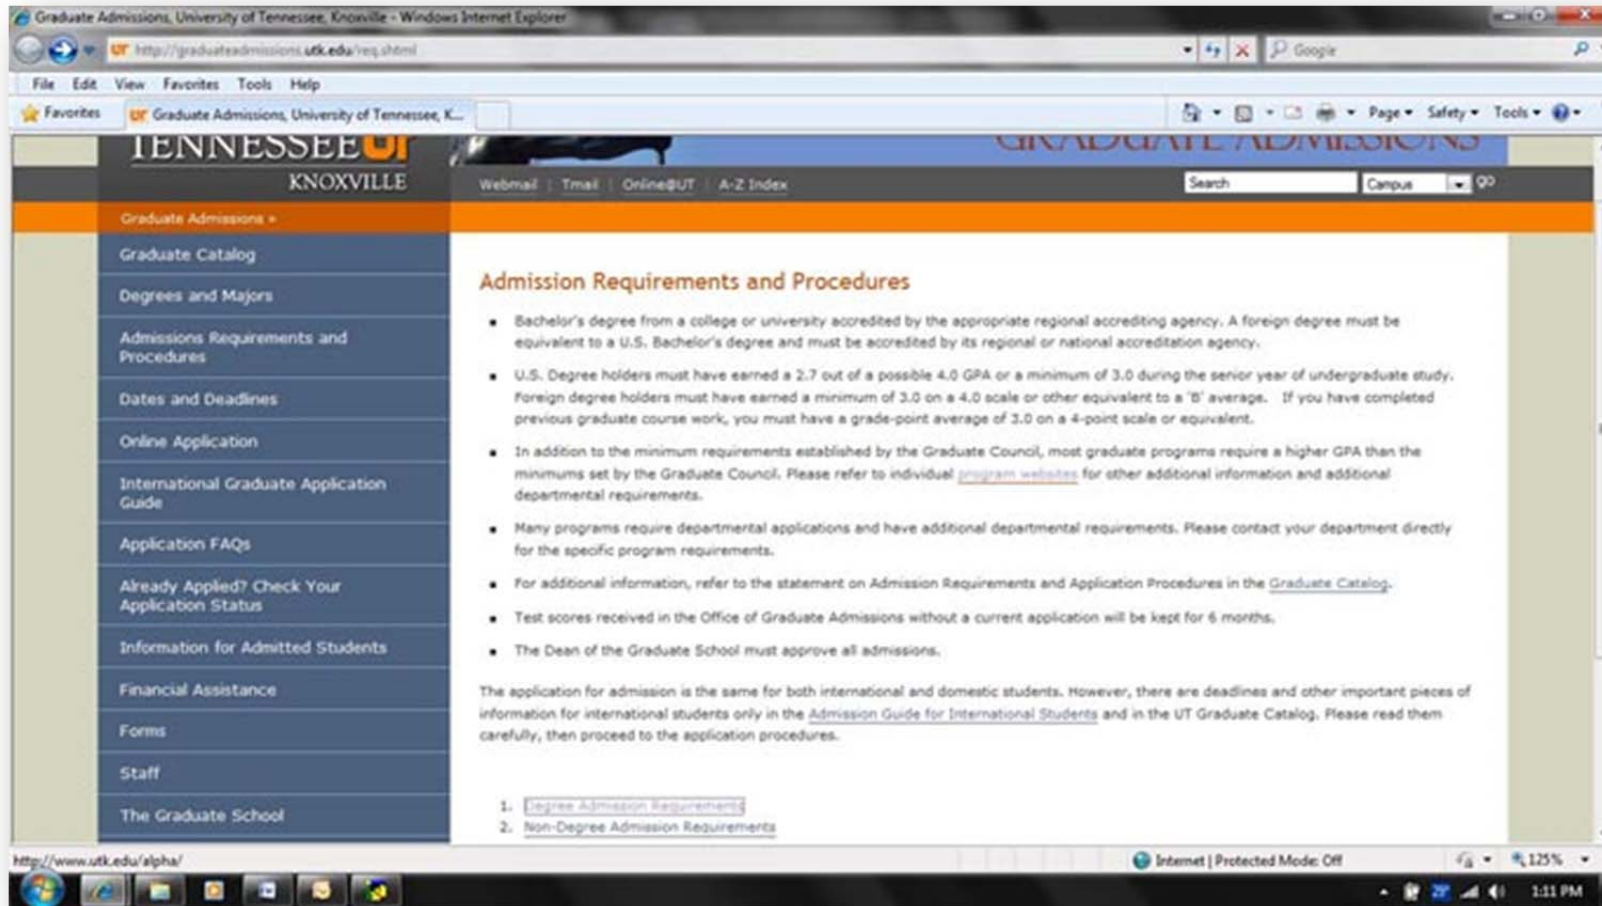 Graduate Admissions, University of Tennessee, Knoxville - Windows Internet Explorer
http://graduateadmissions.utk.edu/req.shtml
Google
File Edit View Favorites Tools Help
Favorites
Graduate Admissions, University of Tennessee, K...
Page Safety Tools
TENNESSEE UT
GRADUATE ADMISSIONS
KNOXVILLE
Webmail | Tmail | Online@UT | A-Z Index
Search
Campus
go
Graduate Admissions »
Graduate Catalog
Degrees and Majors
Admissions Requirements and
Procedures
Dates and Deadlines
Online Application
International Graduate Application
Guide
Application FAQs
Already Applied? Check Your
Application Status
Information for Admitted Students
Financial Assistance
Forms
Staff
The Graduate School
Admission Requirements and Procedures
▪ Bachelor's degree from a college or university accredited by the appropriate regional accrediting agency. A foreign degree must be
equivalent to a U.S. Bachelor's degree and must be accredited by its regional or national accreditation agency.
▪ U.S. Degree holders must have earned a 2.7 out of a possible 4.0 GPA or a minimum of 3.0 during the senior year of undergraduate study.
Foreign degree holders must have earned a minimum of 3.0 on a 4.0 scale or other equivalent to a 'B' average. If you have completed
previous graduate course work, you must have a grade-point average of 3.0 on a 4-point scale or equivalent.
▪ In addition to the minimum requirements established by the Graduate Council, most graduate programs require a higher GPA than the
minimums set by the Graduate Council. Please refer to individual program websites for other additional information and additional
departmental requirements.
▪ Many programs require departmental applications and have additional departmental requirements. Please contact your department directly
for the specific program requirements.
▪ For additional information, refer to the statement on Admission Requirements and Application Procedures in the Graduate Catalog.
▪ Test scores received in the Office of Graduate Admissions without a current application will be kept for 6 months.
▪ The Dean of the Graduate School must approve all admissions.
The application for admission is the same for both international and domestic students. However, there are deadlines and other important pieces of
information for international students only in the Admission Guide for International Students and in the UT Graduate Catalog. Please read them
carefully, then proceed to the application procedures.
1. Degree Admission Requirements
2. Non-Degree Admission Requirements
http://www.utk.edu/alpha/
Internet | Protected Mode: Off
125%
29°
1:11 PM